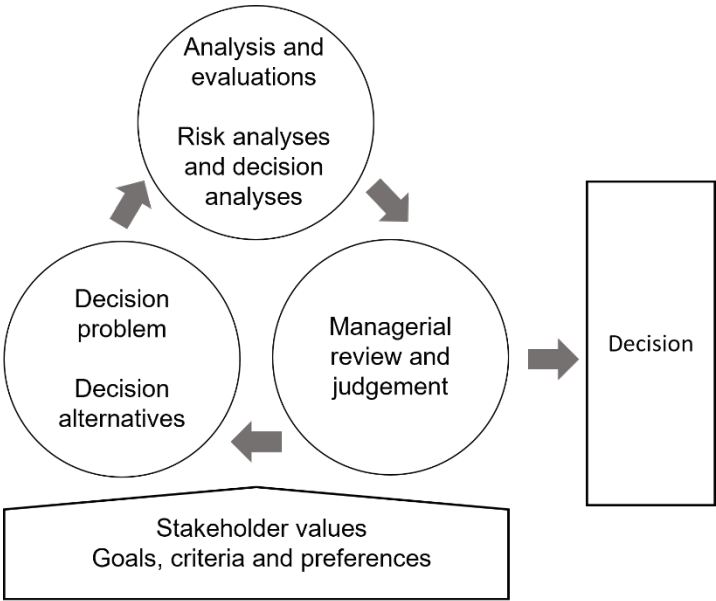 Analysis and
evaluations
Risk analyses
and decision
analyses
Decision
problem
Decision
alternatives
Managerial
review and
judgement
Decision
Stakeholder values
Goals, criteria and preferences